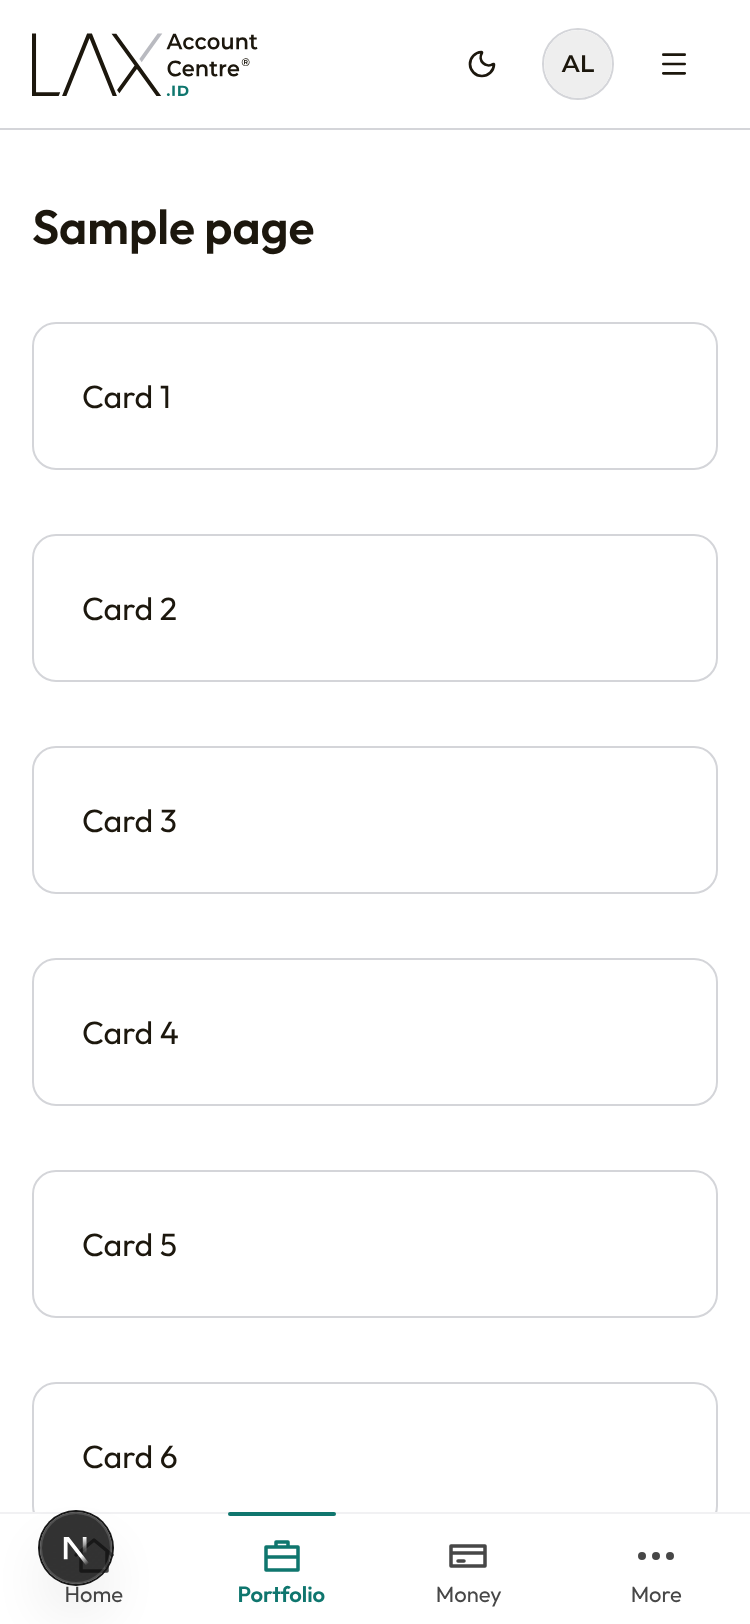 LAX Account
Centre®
.ID
AL
Sample page
Card 1
Card 2
Card 3
Card 4
Card 5
Card 6
N
Home
Portfolio
Money
More